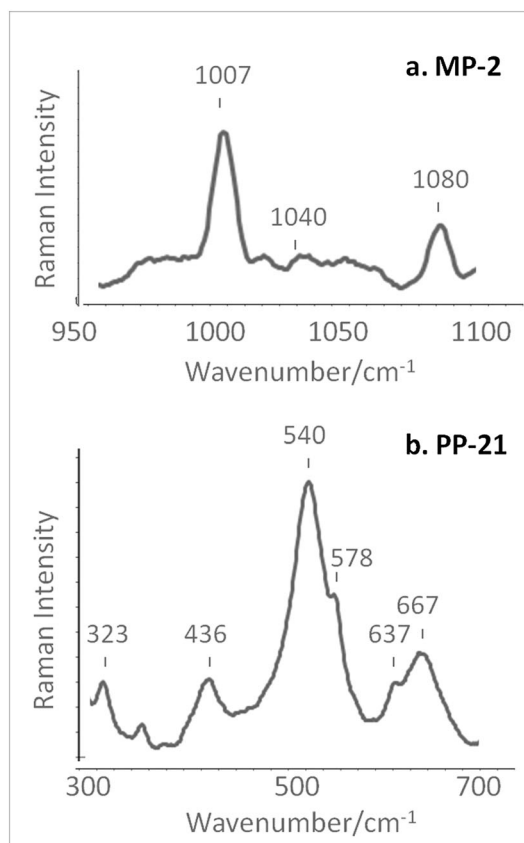 a. MP-2
1007
1040
1080
Raman Intensity
950 1000 1050 1100
Wavenumber/cm⁻¹
b. PP-21
540
578
323 436 637 667
Raman Intensity
300 500 700
Wavenumber/cm⁻¹